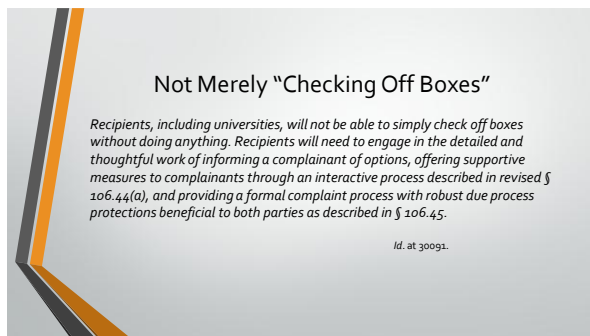 Not Merely “Checking Off Boxes”
Recipients, including universities, will not be able to simply check off boxes
without doing anything. Recipients will need to engage in the detailed and
thoughtful work of informing a complainant of options, offering supportive
measures to complainants through an interactive process described in revised §
106.44(a), and providing a formal complaint process with robust due process
protections beneficial to both parties as described in § 106.45.
Id. at 30091.